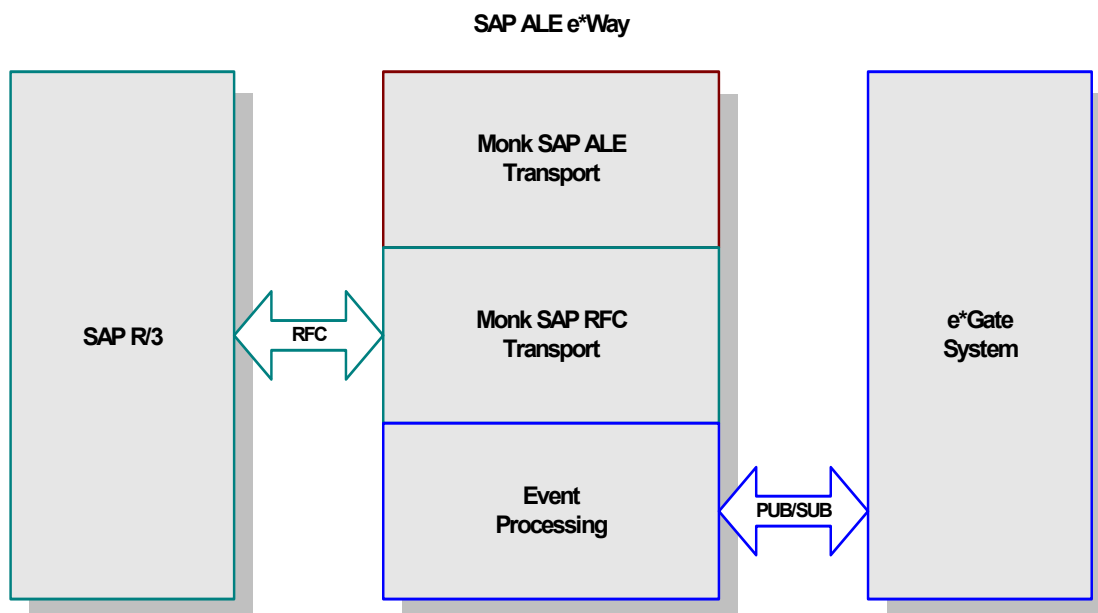 SAP ALE e*Way
Monk SAP ALE
Transport
SAP R/3
RFC
Monk SAP RFC
Transport
e*Gate
System
Event
Processing
PUB/SUB